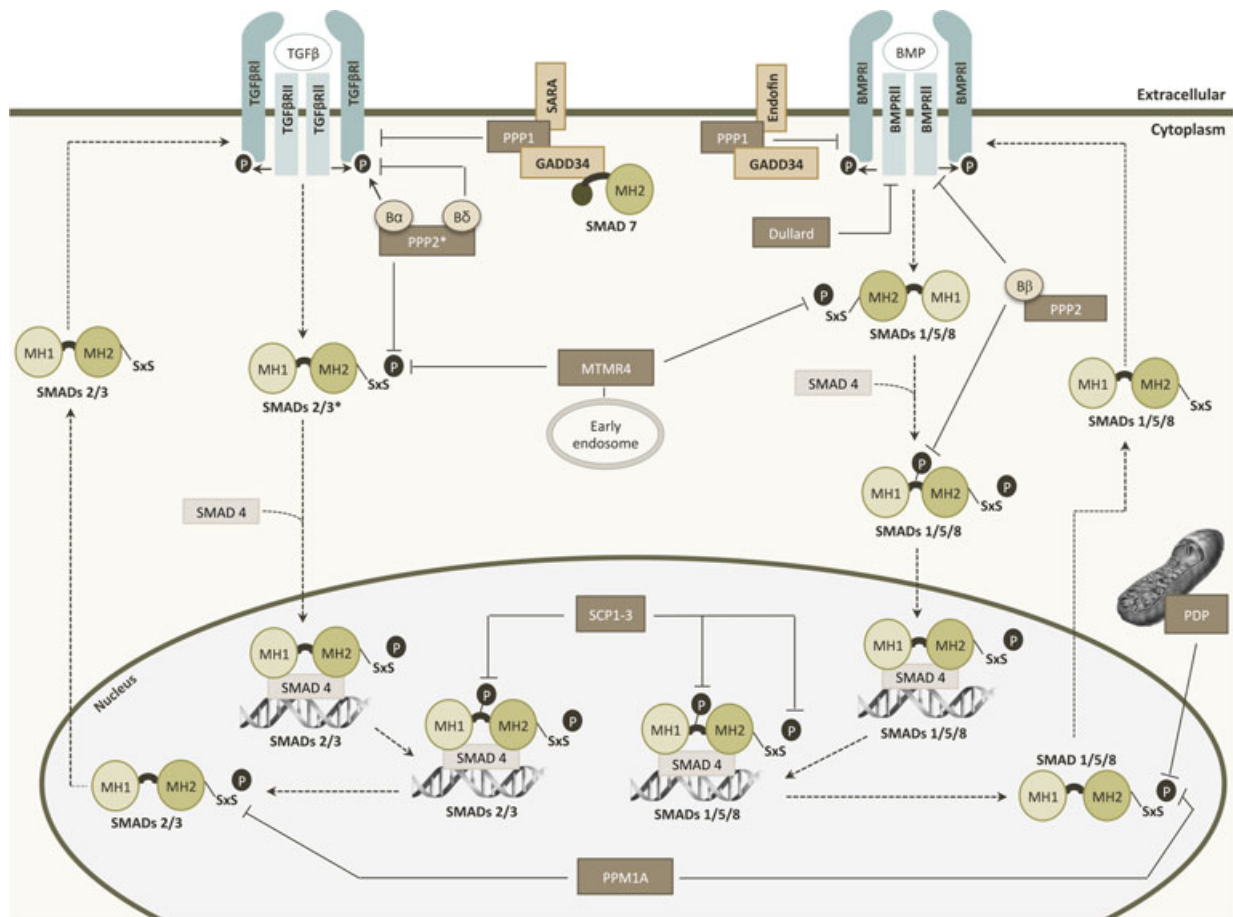 TGFβ
BMP
TGFβRI
TGFβRII
TGFβRII
TGFβRI
SARA
Endofin
BMPRI
BMPRII
BMPRII
BMPRI
Extracellular
Cytoplasm
PPP1
GADD34
PPP1
GADD34
P
P
P
P
MH2
SMAD 7
Bα
Bδ
PPP2*
Dullard
Bβ
PPP2
P
SxS
MH2
MH1
SMADs 1/5/8
MH1
MH2
SxS
SMADs 2/3
MH1
MH2
SxS
P
SMADs 2/3*
MTMR4
Early
endosome
SMAD 4
MH1
MH2
SxS
SMADs 1/5/8
P
MH1
MH2
SxS
P
SMADs 1/5/8
SMAD 4
Nucleus
SCP1-3
PDP
MH1
MH2
SxS
P
SMAD 4
SMADs 2/3
P
MH1
MH2
SxS
P
SMAD 4
SMADs 2/3
P
MH1
MH2
SxS
P
SMAD 4
SMADs 1/5/8
MH1
MH2
SxS
P
SMAD 4
SMADs 1/5/8
MH1
MH2
SxS
P
SMADs 2/3
SMAD 1/5/8
MH1
MH2
SxS
P
PPM1A